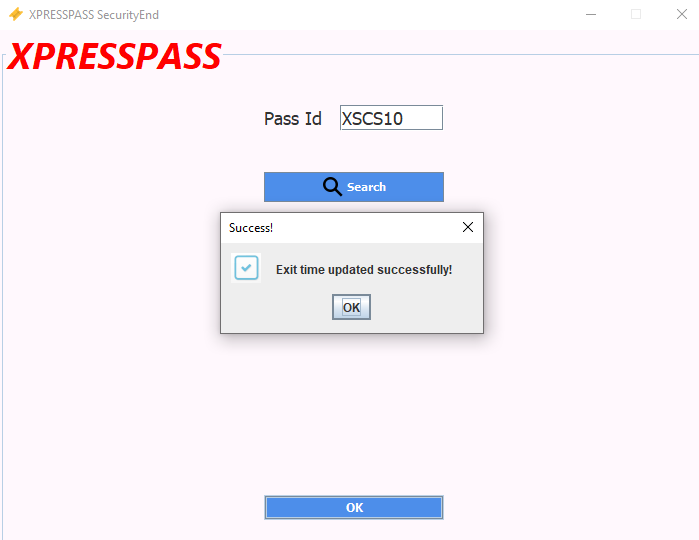 XPRESSPASS SecurityEnd
XPRESSPASS
Pass Id XSCS10
Search
Success!
Exit time updated successfully!
OK
OK